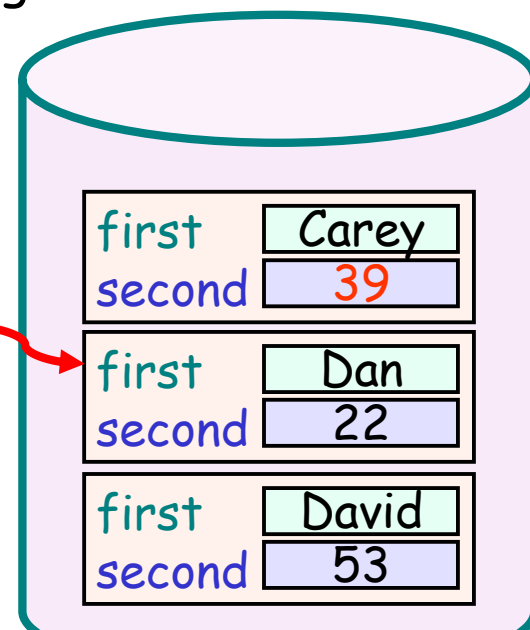 g
first Carey
second 39
first Dan
second 22
first David
second 53